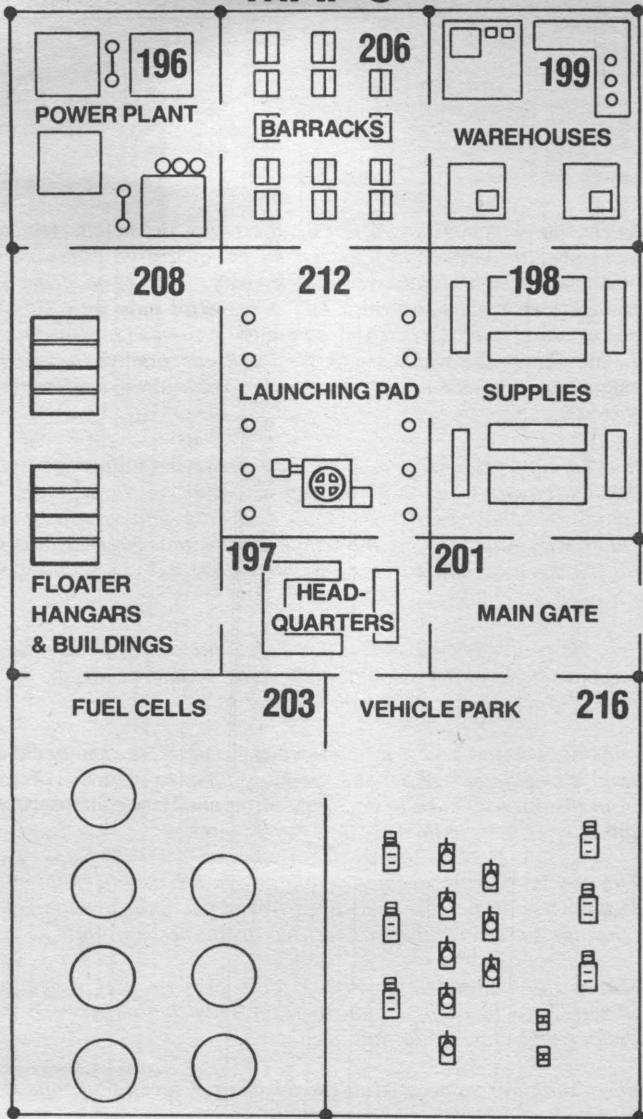 196
POWER PLANT
206
BARRACKS
199
WAREHOUSES
208
212
198
LAUNCHING PAD
SUPPLIES
197
201
HEAD-
QUARTERS
MAIN GATE
FLOATER
HANGARS
& BUILDINGS
FUEL CELLS
203
VEHICLE PARK
216